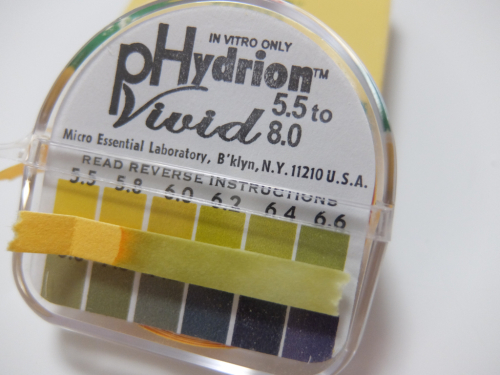 IN VITRO ONLY
pHydrion™
Vivid 5.5 to 8.0
Micro Essential Laboratory, B'klyn, N.Y. 11210 U.S.A.
READ REVERSE INSTRUCTIONS
5.5 5.8 6.0 6.2 6.4 6.6